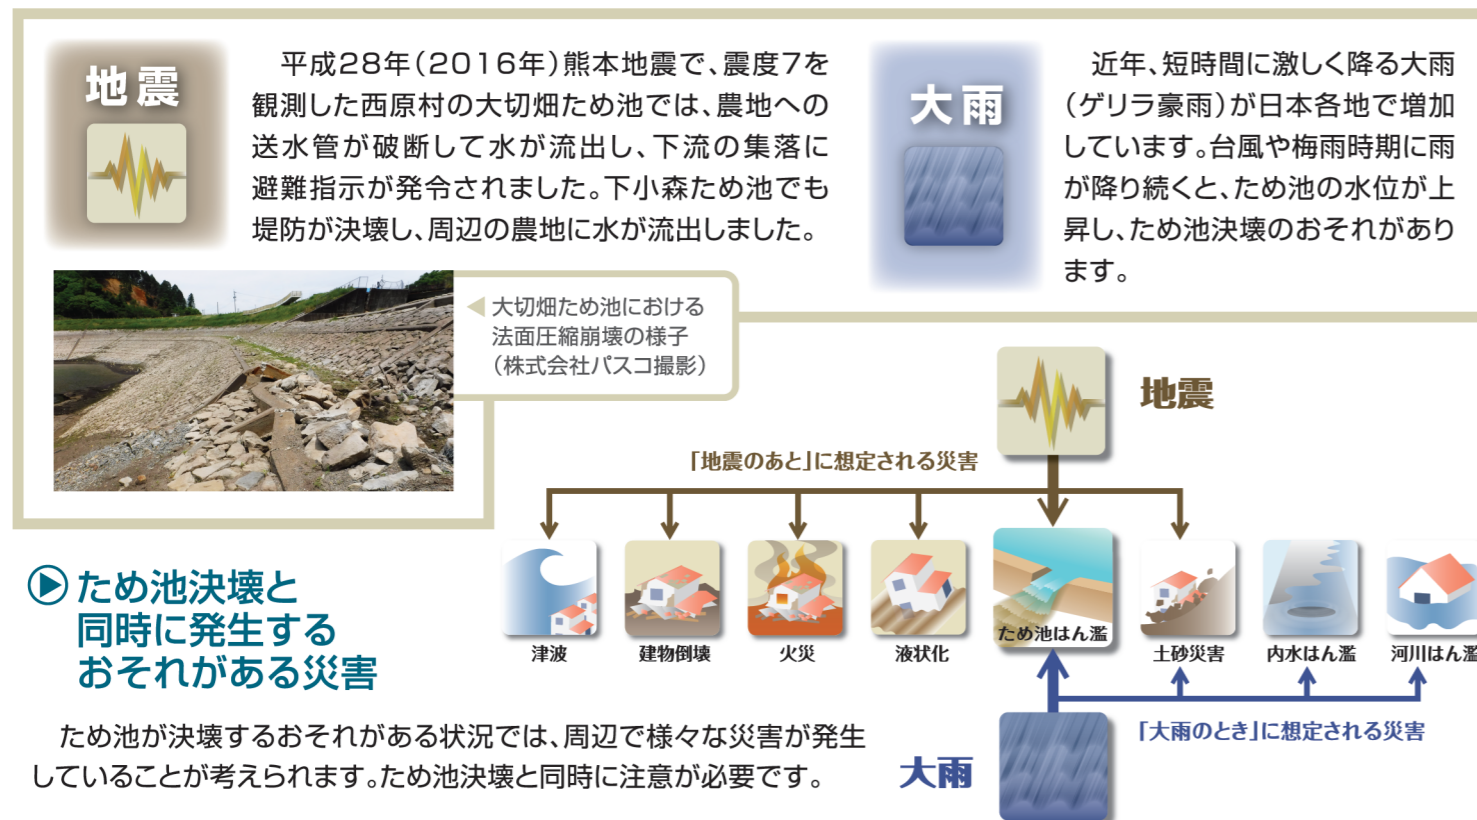 地震
平成28年(2016年)熊本地震で、震度7を
観測した西原村の大切畑ため池では、農地への
送水管が破断して水が流出し、下流の集落に
避難指示が発令されました。下小森ため池でも
堤防が決壊し、周辺の農地に水が流出しました。
大雨
近年、短時間に激しく降る大雨
(ゲリラ豪雨)が日本各地で増加
しています。台風や梅雨時期に雨
が降り続くと、ため池の水位が上
昇し、ため池決壊のおそれがあり
ます。
大切畑ため池における
法面圧縮崩壊の様子
(株式会社パスコ撮影)
地震
「地震のあと」に想定される災害
津波
建物倒壊
火災
液状化
ため池はん濫
土砂災害
内水はん濫
河川はん濫
「大雨のとき」に想定される災害
大雨
ため池決壊と
同時に発生する
おそれがある災害
ため池が決壊するおそれがある状況では、周辺で様々な災害が発生
していることが考えられます。ため池決壊と同時に注意が必要です。